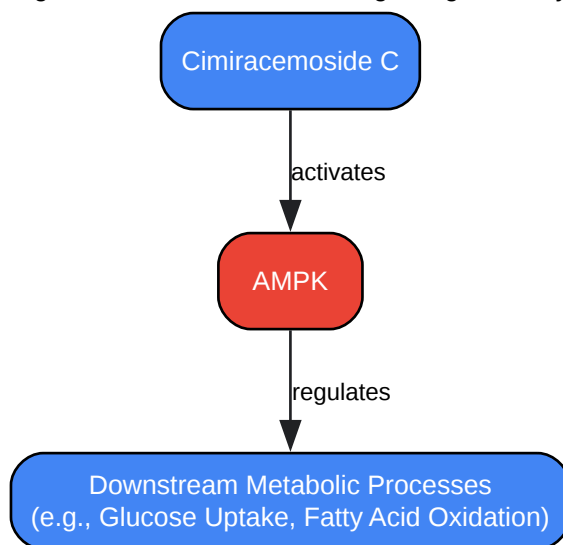 Cimiracemoside C
activates
AMPK
regulates
Downstream Metabolic Processes
(e.g., Glucose Uptake, Fatty Acid Oxidation)